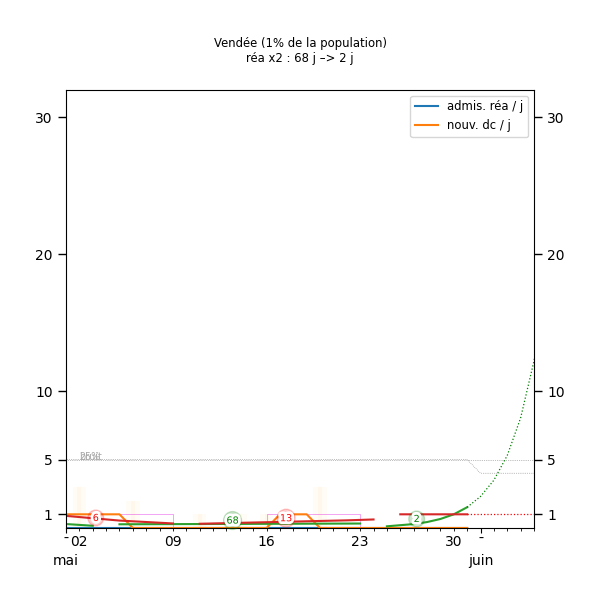 Vendée (1% de la population)
réa x2 : 68 j –> 2 j
admis. réa / j
nouv. dc / j
30 30
20 20
10 10
5 5
1 1
6 68 13 2
02 09 16 23 30
mai juin